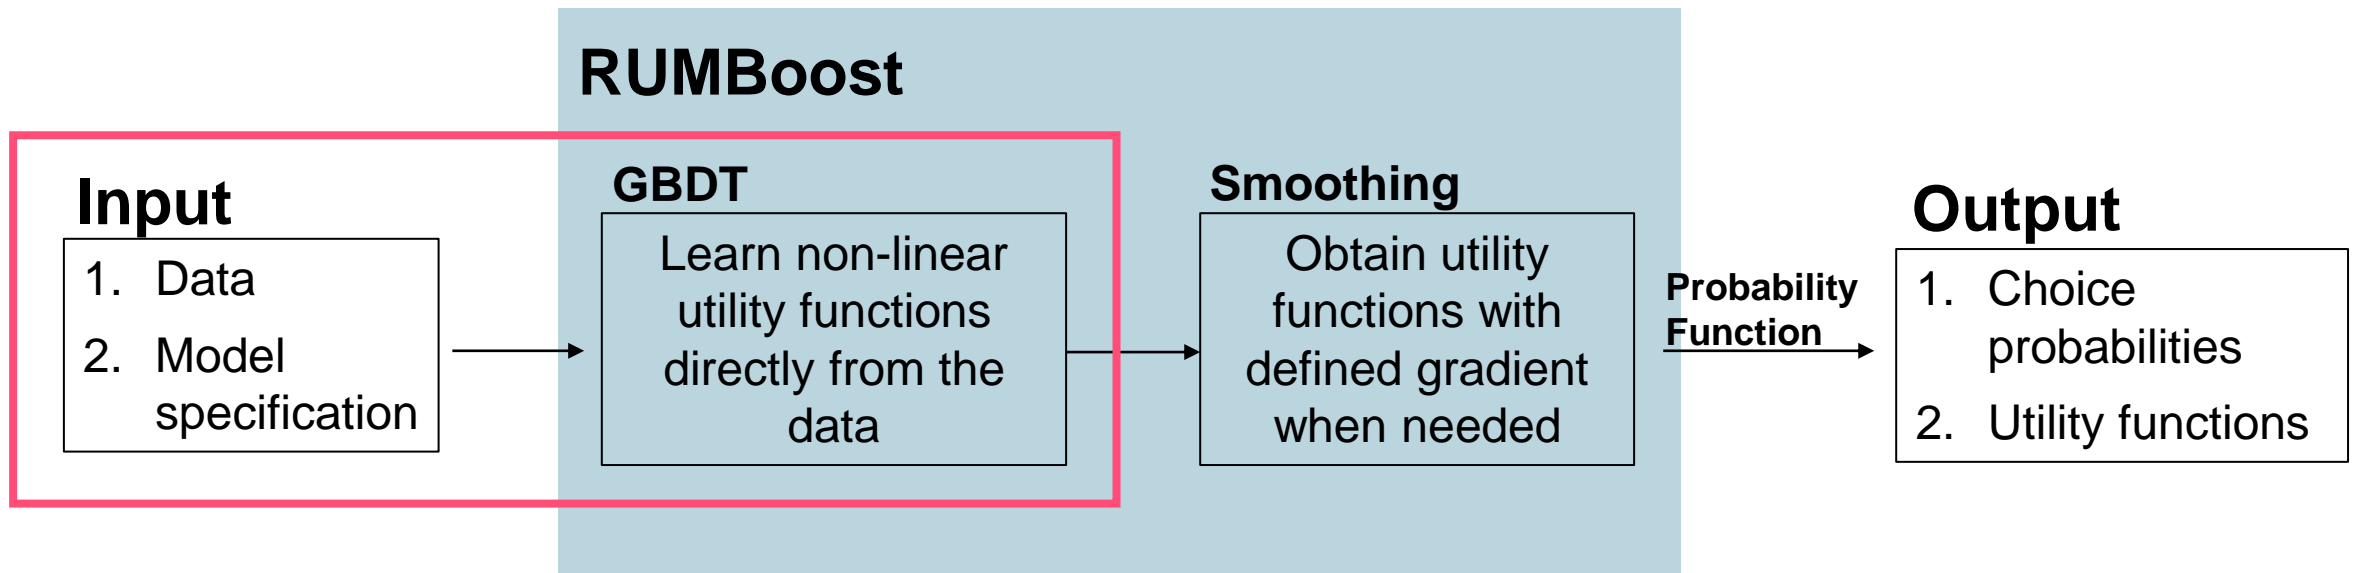 RUMBoost
Input
1. Data
2. Model
specification
GBDT
Learn non-linear
utility functions
directly from the
data
Smoothing
Obtain utility
functions with
defined gradient
when needed
Probability
Function
Output
1. Choice
probabilities
2. Utility functions